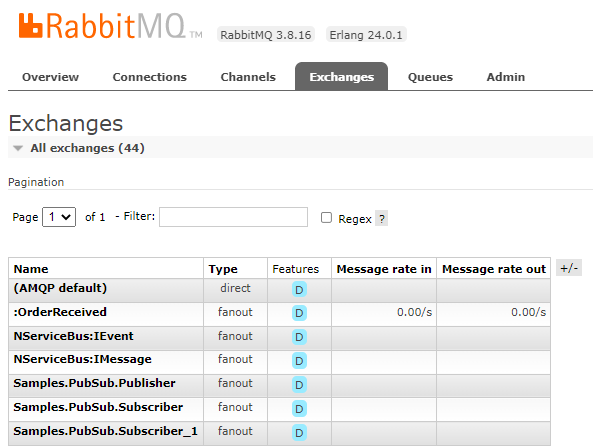 RabbitMQ TM RabbitMQ 3.8.16 Erlang 24.0.1
Overview Connections Channels Exchanges Queues Admin
Exchanges
All exchanges (44)
Pagination
Page 1 of 1 - Filter: Regex ?
Name Type Features Message rate in Message rate out +/-
(AMQP default) direct D
:OrderReceived fanout D 0.00/s 0.00/s
NServiceBus:IEvent fanout D
NServiceBus:IMessage fanout D
Samples.PubSub.Publisher fanout D
Samples.PubSub.Subscriber fanout D
Samples.PubSub.Subscriber_1 fanout D